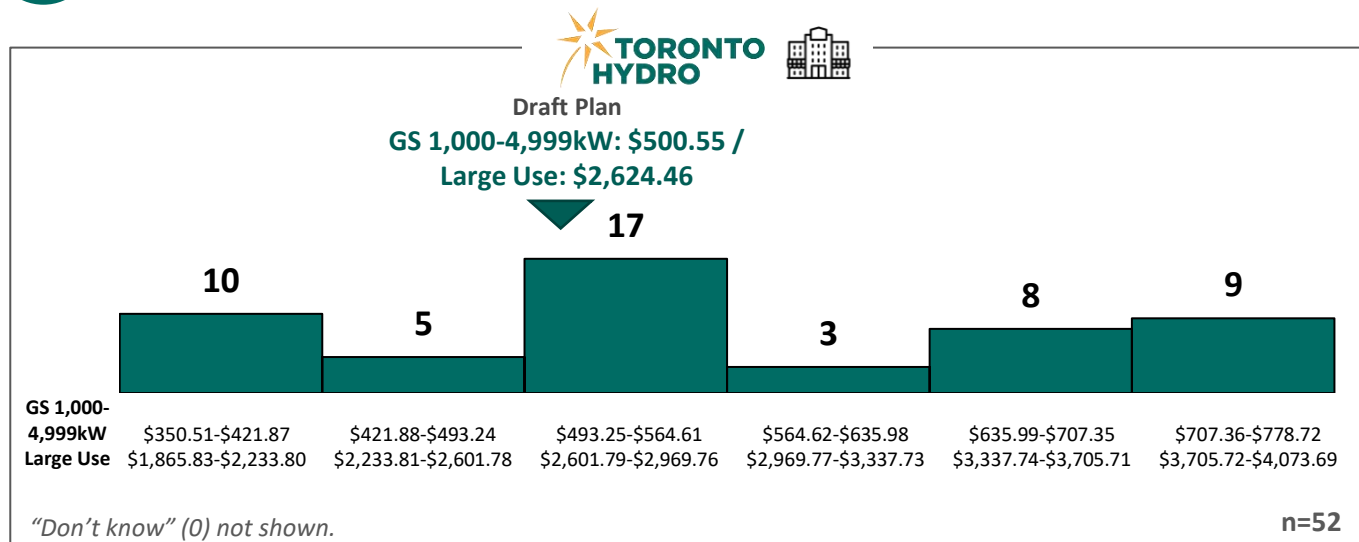 TORONTO
HYDRO
Draft Plan
GS 1,000-4,999kW: $500.55 /
Large Use: $2,624.46
10
5
17
3
8
9
GS 1,000-
4,999kW $350.51-$421.87 $421.88-$493.24 $493.25-$564.61 $564.62-$635.98 $635.99-$707.35 $707.36-$778.72
Large Use $1,865.83-$2,233.80 $2,233.81-$2,601.78 $2,601.79-$2,969.76 $2,969.77-$3,337.73 $3,337.74-$3,705.71 $3,705.72-$4,073.69
“Don’t know” (0) not shown.
n=52